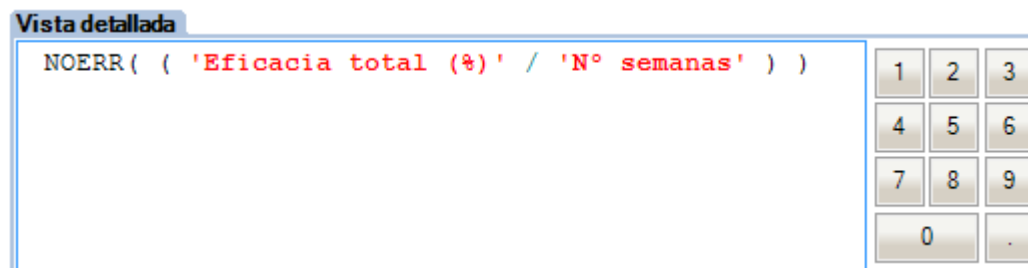 Vista detallada
NOERR( ( 'Eficacia total (%)' / 'Nº semanas' ) )
1 2 3
4 5 6
7 8 9
0 .